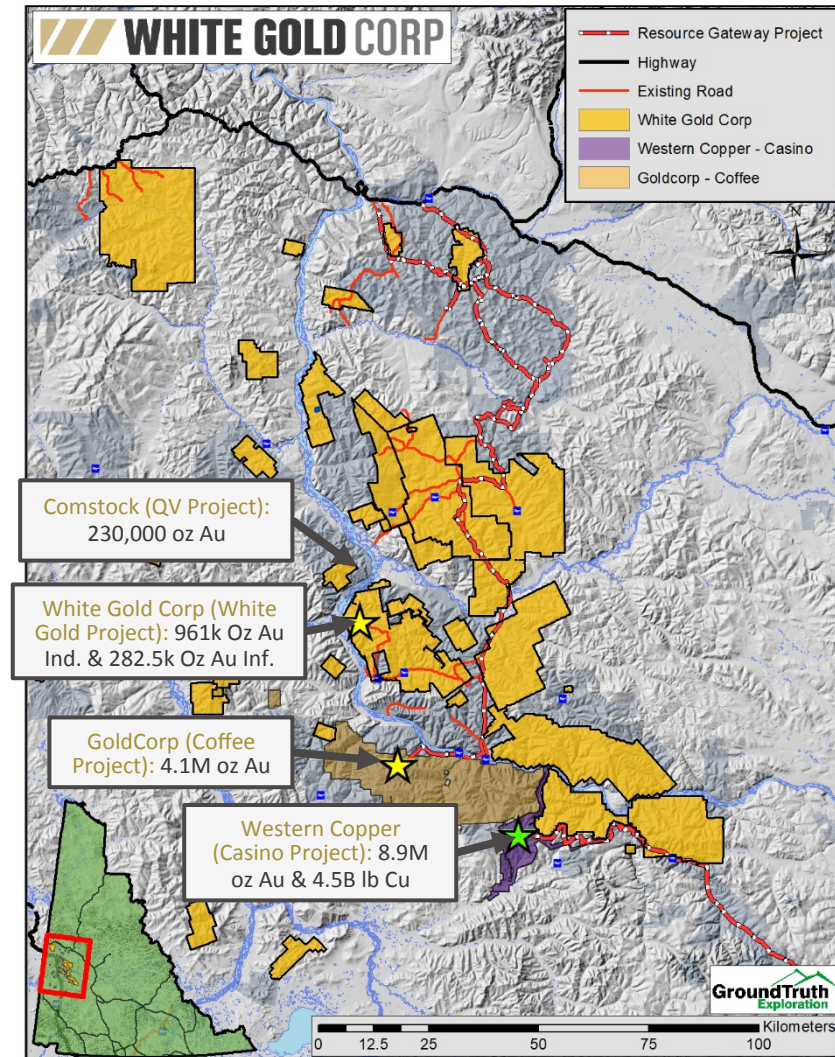 WHITE GOLD CORP
Resource Gateway Project
Highway
Existing Road
White Gold Corp
Western Copper - Casino
Goldcorp - Coffee
N
Comstock (QV Project):
230,000 oz Au
White Gold Corp (White
Gold Project): 961k Oz Au
Ind. & 282.5k Oz Au Inf.
GoldCorp (Coffee
Project): 4.1M oz Au
Western Copper
(Casino Project): 8.9M
oz Au & 4.5B lb Cu
GroundTruth
Exploration
Kilometers
0 12.5 25 50 75 100